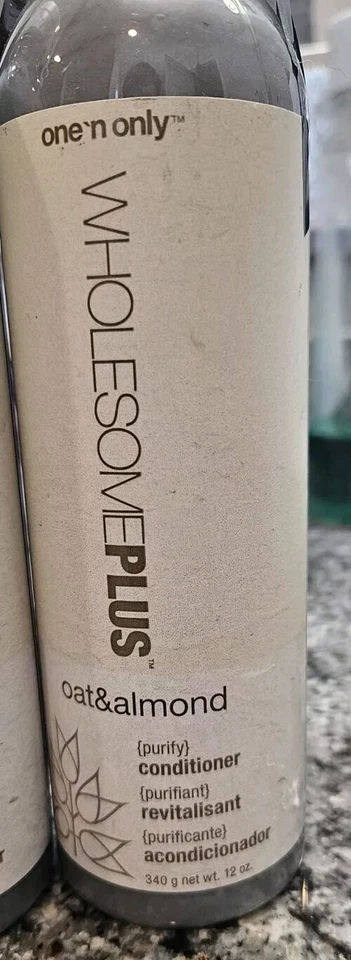 one`n only™
WHOLESOMEPLUS™
oat&almond
{purify}
conditioner
{purifiant}
revitalisant
{purificante}
acondicionador
340 g net wt. 12 oz.